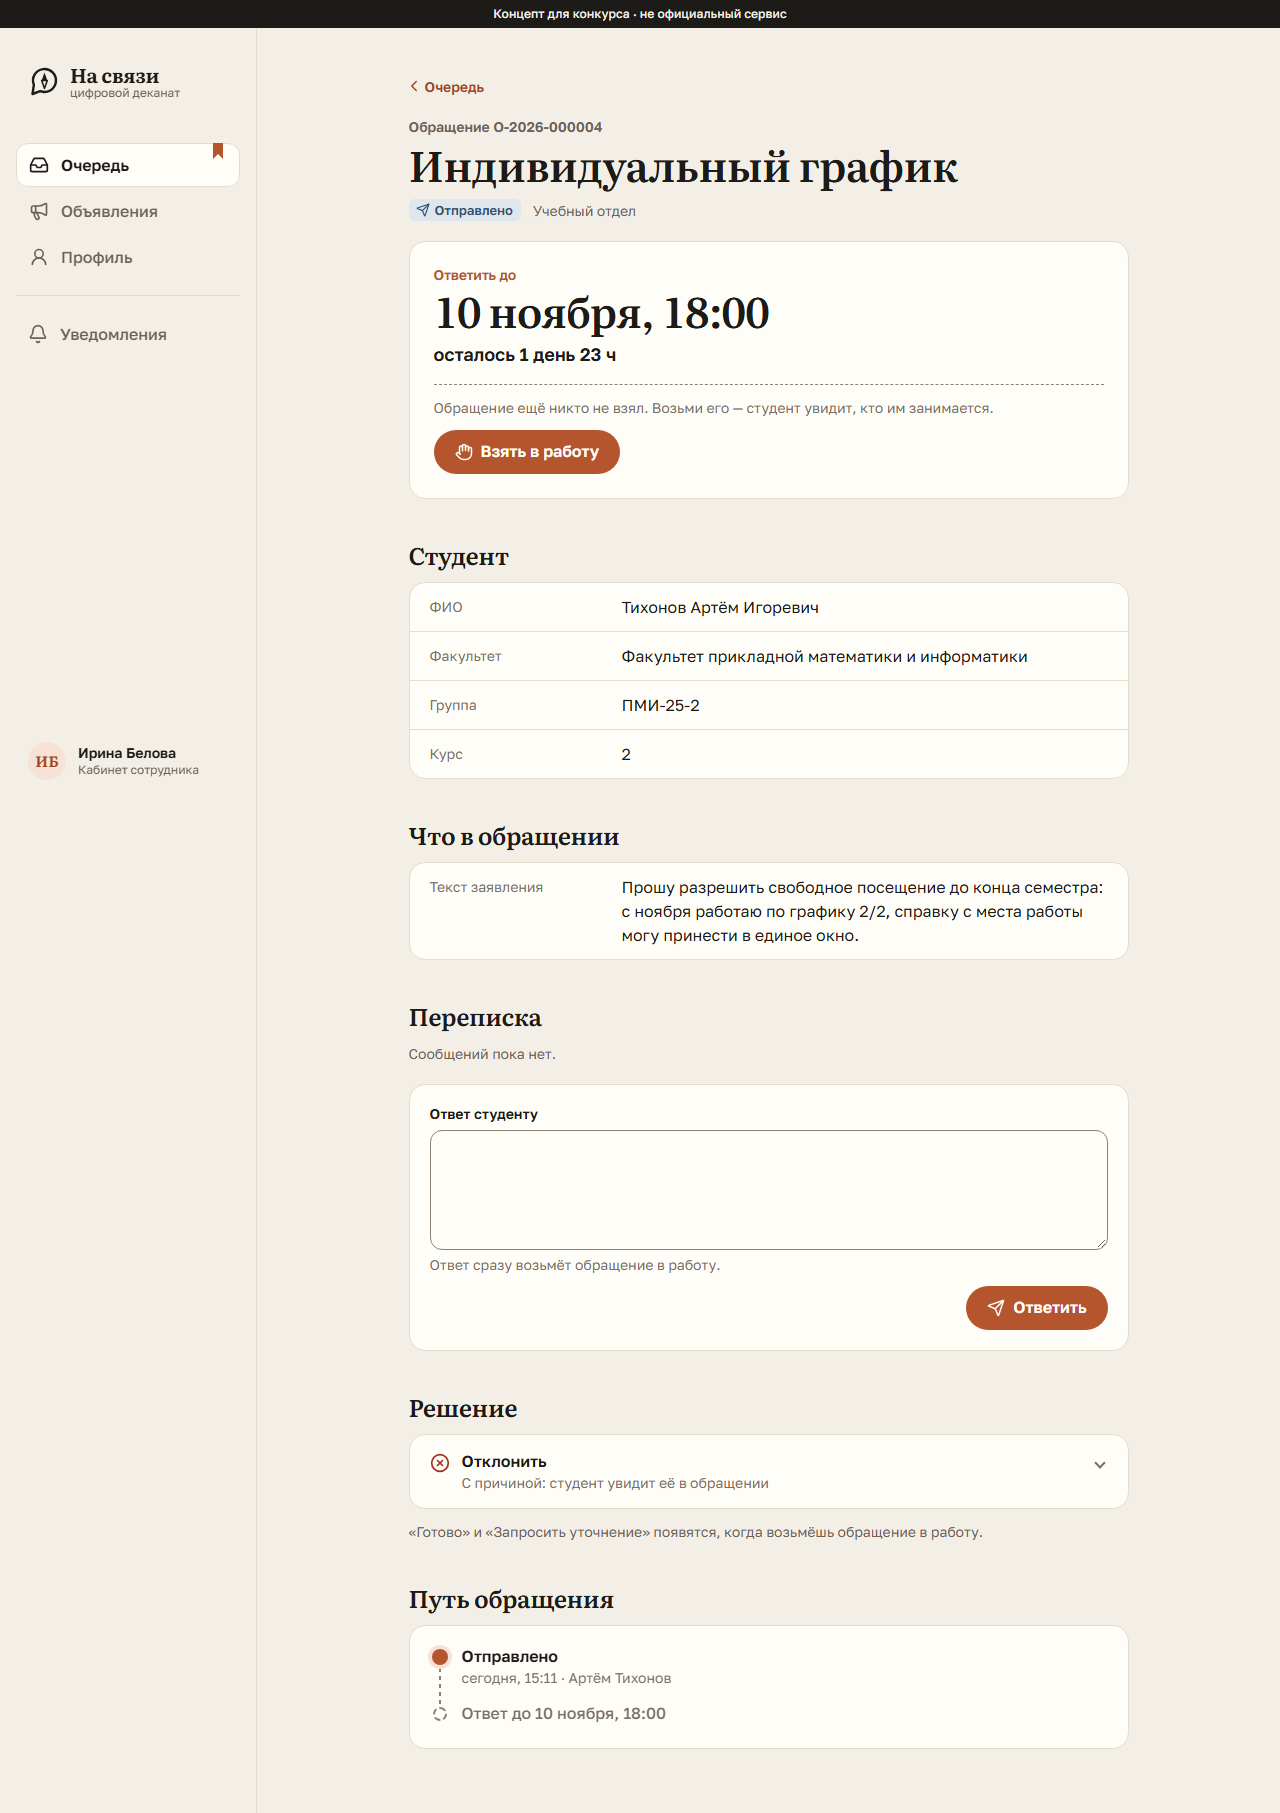 Концепт для конкурса · не официальный сервис
На связи
цифровой деканат
Очередь
Объявления
Профиль
Уведомления
ИБ
Ирина Белова
Кабинет сотрудника
Очередь
Обращение О-2026-000004
Индивидуальный график
Отправлено
Учебный отдел
Ответить до
10 ноября, 18:00
осталось 1 день 23 ч
Обращение ещё никто не взял. Возьми его — студент увидит, кто им занимается.
Взять в работу
Студент
ФИО
Тихонов Артём Игоревич
Факультет
Факультет прикладной математики и информатики
Группа
ПМИ-25-2
Курс
2
Что в обращении
Текст заявления
Прошу разрешить свободное посещение до конца семестра:
с ноября работаю по графику 2/2, справку с места работы
могу принести в единое окно.
Переписка
Сообщений пока нет.
Ответ студенту
Ответ сразу возьмёт обращение в работу.
Ответить
Решение
Отклонить
С причиной: студент увидит её в обращении
«Готово» и «Запросить уточнение» появятся, когда возьмёшь обращение в работу.
Путь обращения
Отправлено
сегодня, 15:11 · Артём Тихонов
Ответ до 10 ноября, 18:00